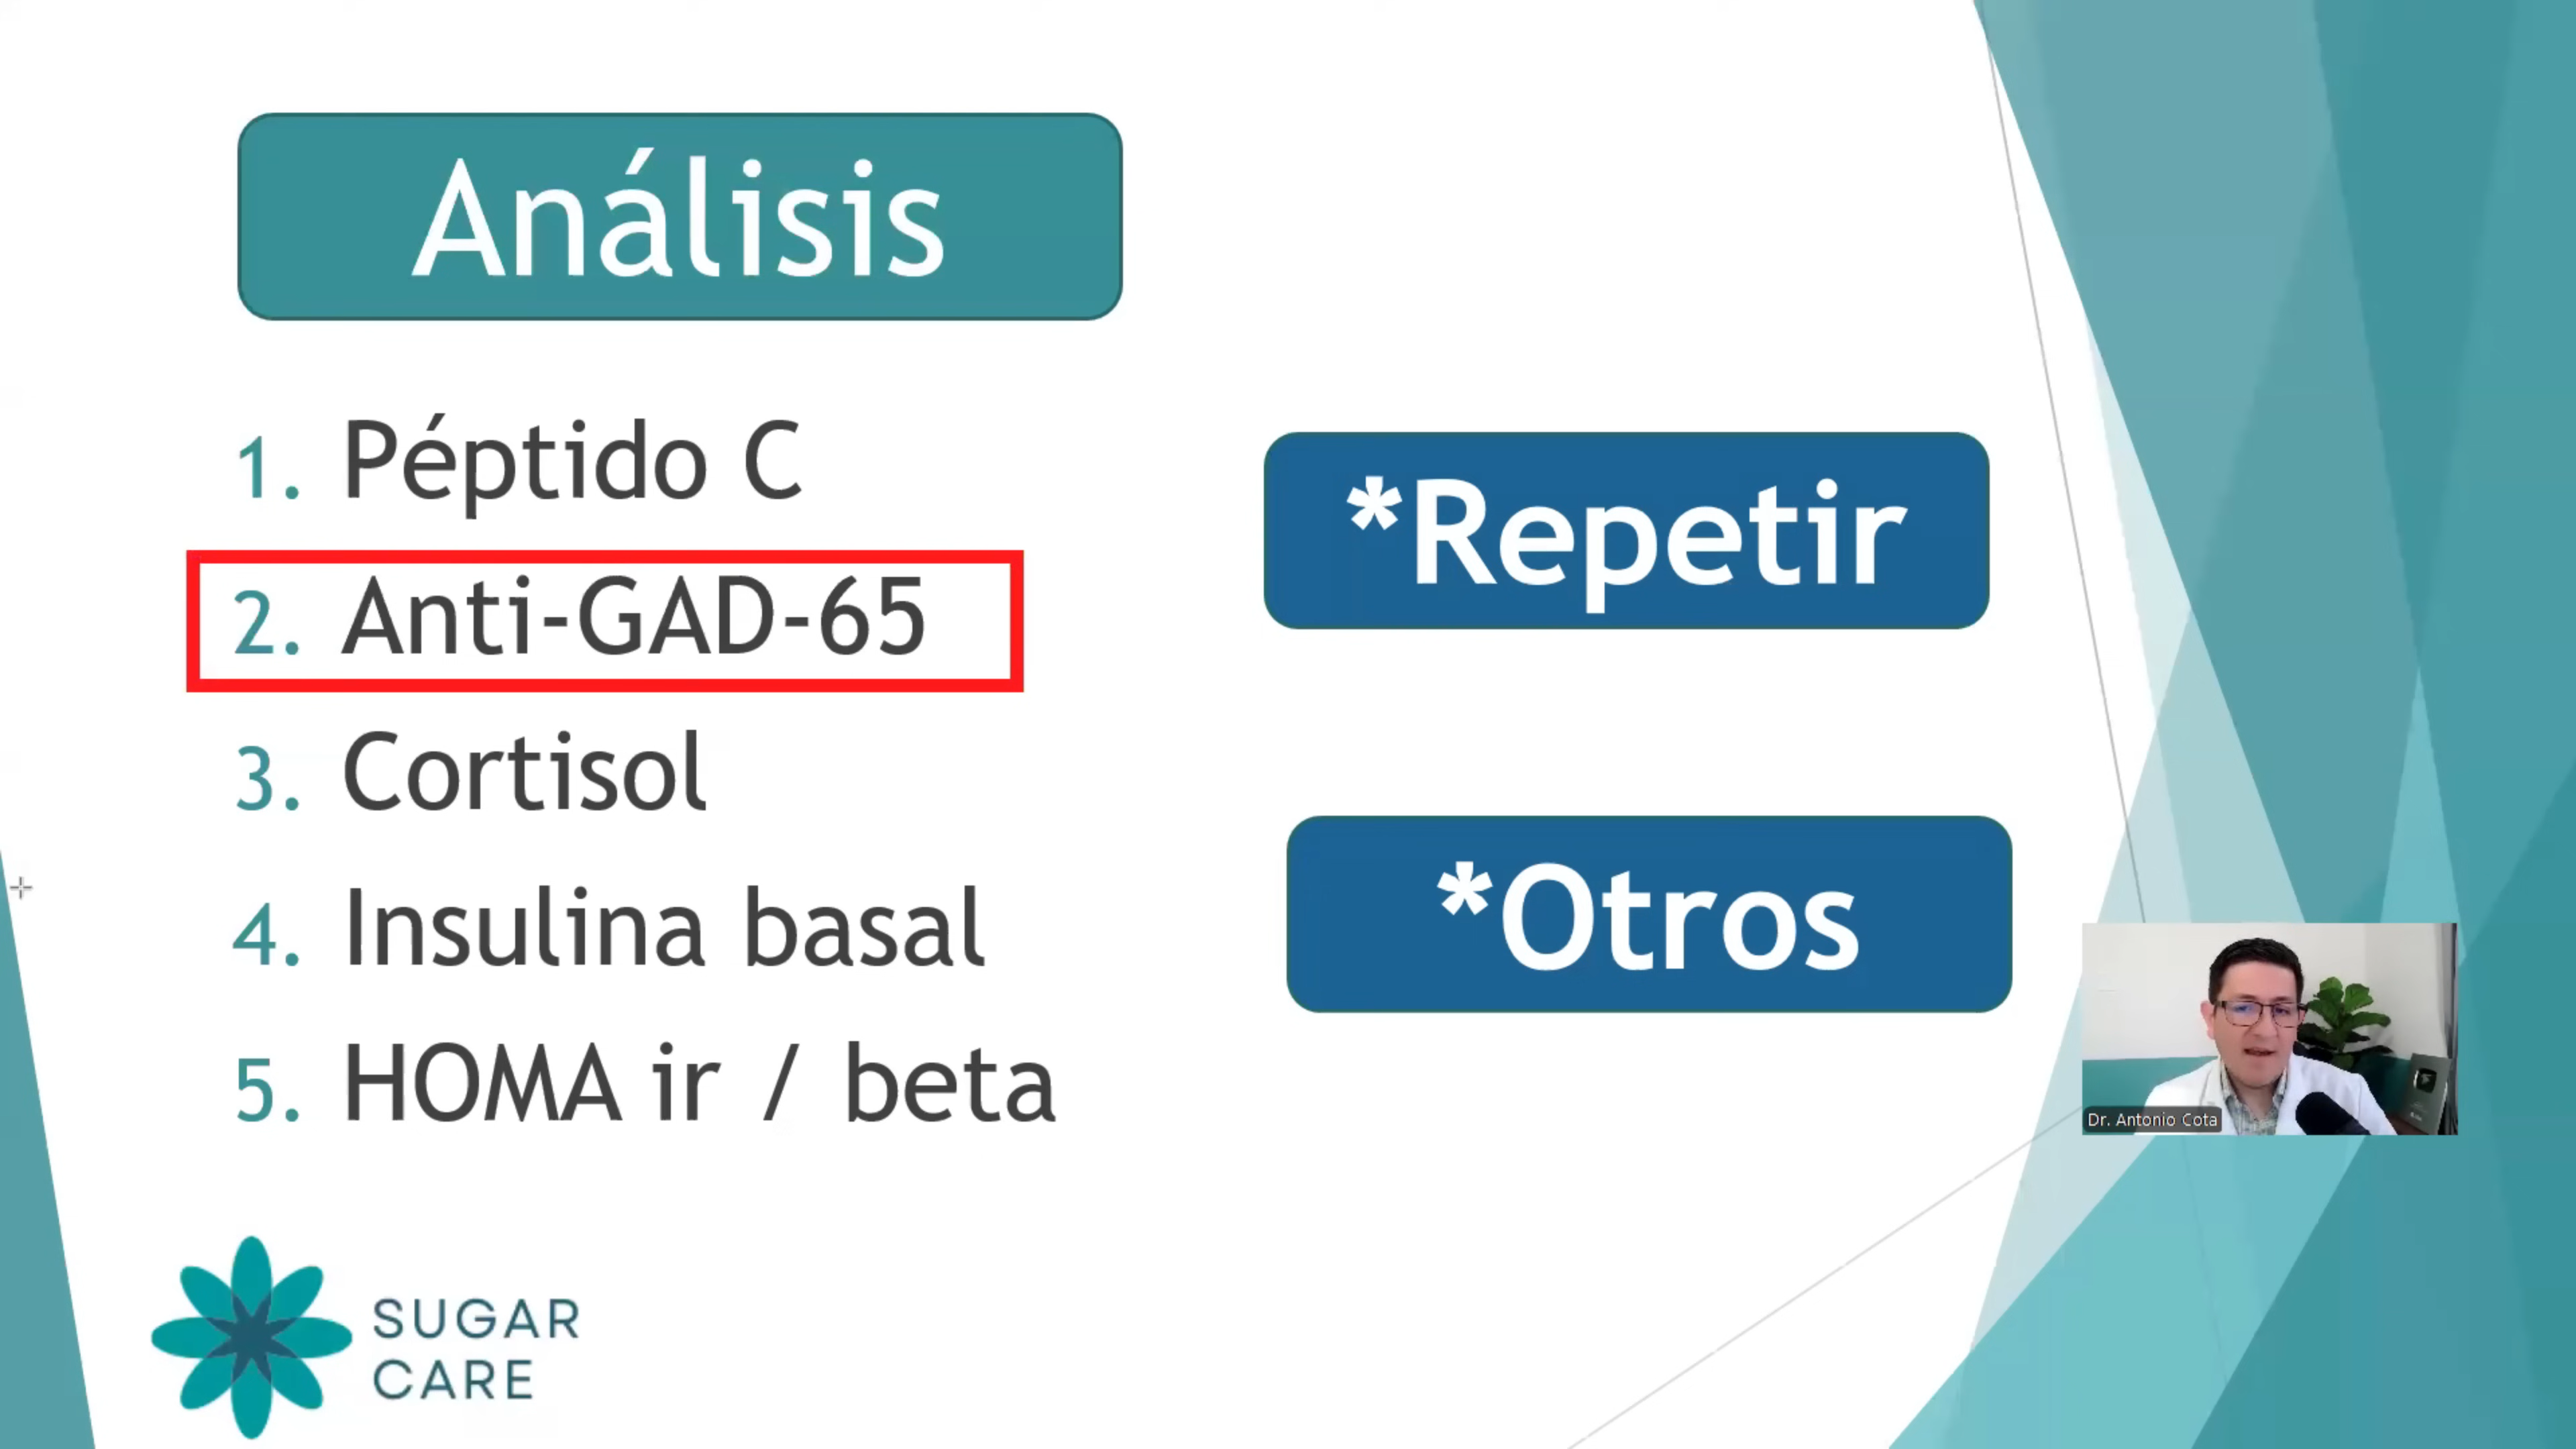 Análisis
1. Péptido C
2. Anti-GAD-65
3. Cortisol
4. Insulina basal
5. HOMA ir / beta
*Repetir
*Otros
Dr. Antonio Cota
SUGAR
CARE